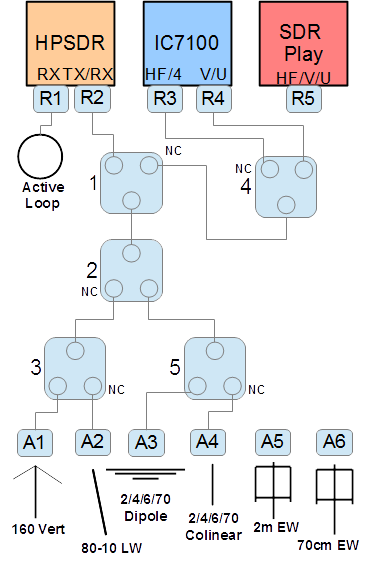 HPSDR
IC7100
SDR
Play
RX TX/RX
HF/4 V/U
HF/V/U
R1
R2
R3
R4
R5
Active
Loop
NC
1
NC
4
2
NC
3
NC
5
NC
A1
A2
A3
A4
A5
A6
160 Vert
80-10 LW
2/4/6/70
Dipole
2/4/6/70
Colinear
2m EW
70cm EW